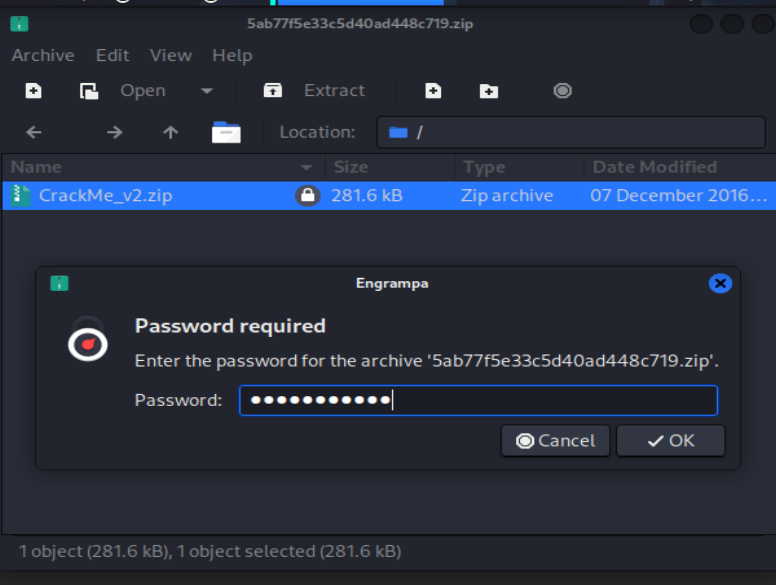 5ab77f5e33c5d40ad448c719.zip
Archive Edit View Help
Open Extract
Location: /
Name Size Type Date Modified
CrackMe_v2.zip 281.6 kB Zip archive 07 December 2016...
Engrampa
Password required
Enter the password for the archive '5ab77f5e33c5d40ad448c719.zip'.
Password: ●●●●●●●●●●●
Cancel OK
1 object (281.6 kB), 1 object selected (281.6 kB)